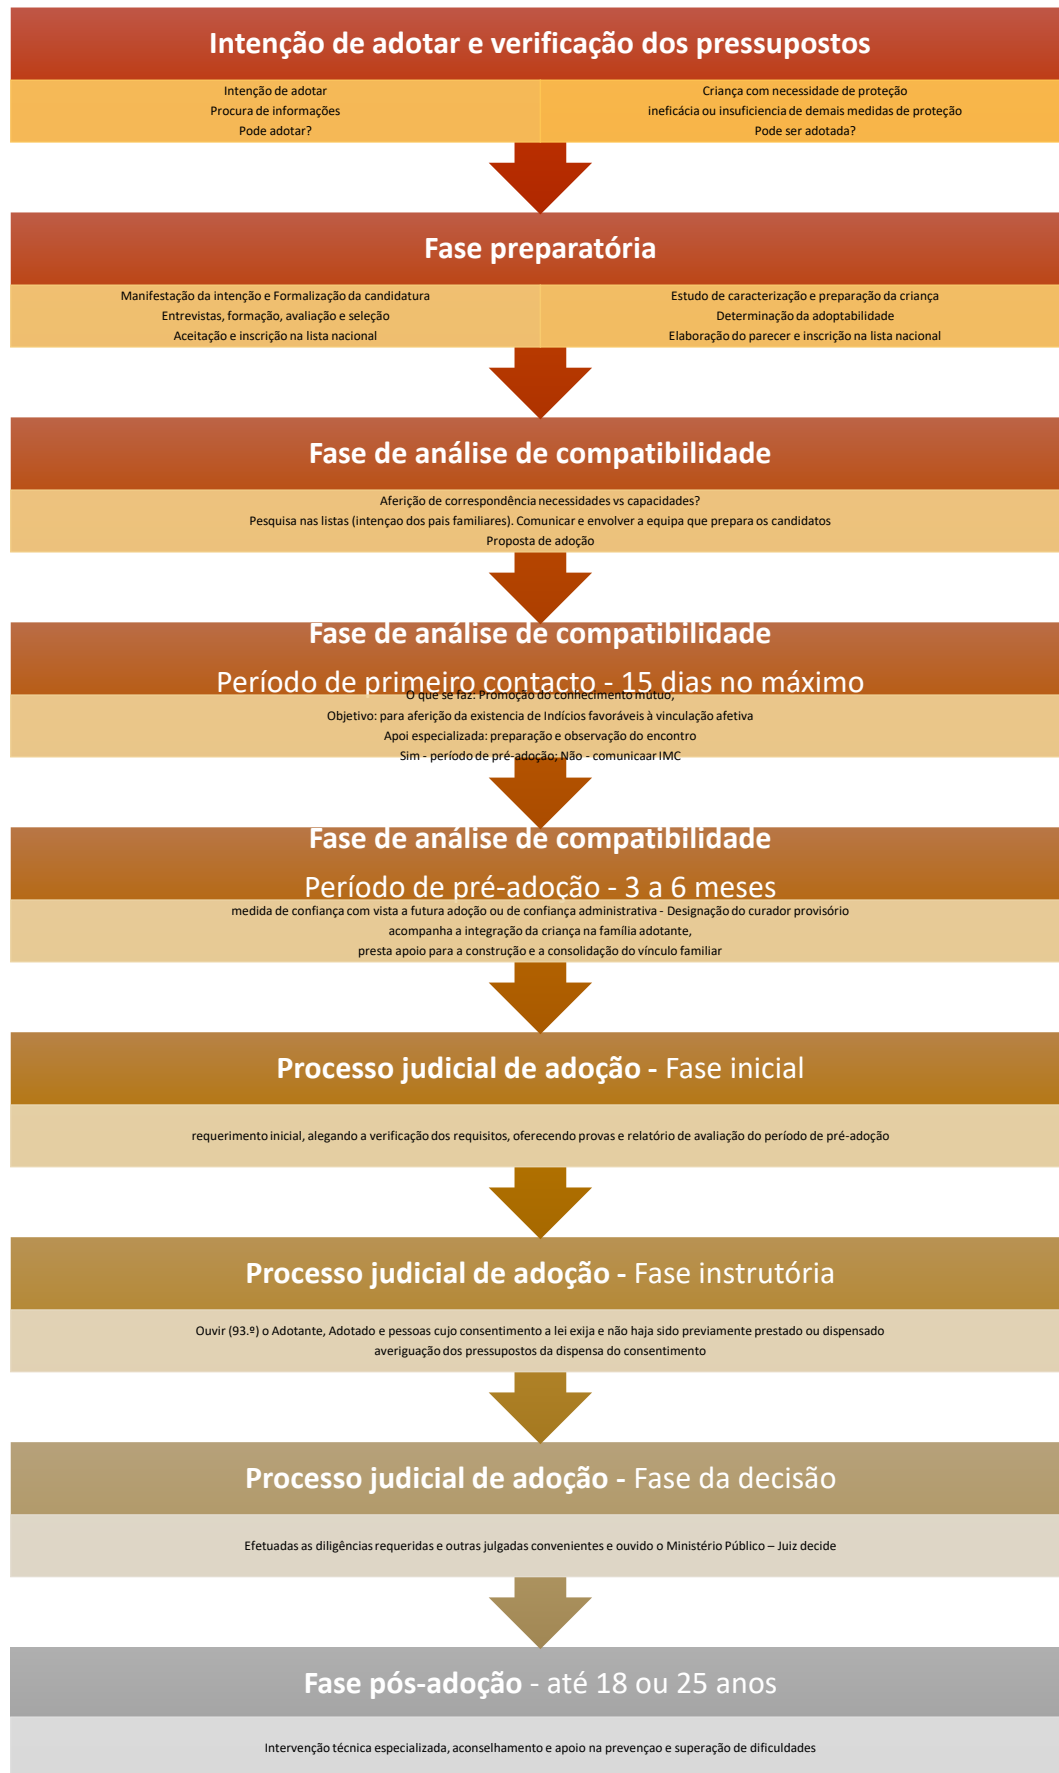 Intenção de adotar e verificação dos pressupostos
Intenção de adotar
Procura de informações
Pode adotar?
Criança com necessidade de proteção
ineficácia ou insuficiencia de demais medidas de proteção
Pode ser adotada?
Fase preparatória
Manifestação da intenção e Formalização da candidatura
Entrevistas, formação, avaliação e seleção
Aceitação e inscrição na lista nacional
Estudo de caracterização e preparação da criança
Determinação da adoptabilidade
Elaboração do parecer e inscrição na lista nacional
Fase de análise de compatibilidade
Aferição de correspondência necessidades vs capacidades?
Pesquisa nas listas (intençao dos pais familiares). Comunicar e envolver a equipa que prepara os candidatos
Proposta de adoção
Fase de análise de compatibilidade
Período de primeiro contacto - 15 dias no máximo
O que se faz: Promoção do conhecimento mútuo,
Objetivo: para aferição da existencia de Indícios favoráveis à vinculação afetiva
Apoi especializada: preparação e observação do encontro
Sim - período de pré-adoção; Não - comunicaar IMC
Fase de análise de compatibilidade
Período de pré-adoção - 3 a 6 meses
medida de confiança com vista a futura adoção ou de confiança administrativa - Designação do curador provisório
acompanha a integração da criança na família adotante,
presta apoio para a construção e a consolidação do vínculo familiar
Processo judicial de adoção - Fase inicial
requerimento inicial, alegando a verificação dos requisitos, oferecendo provas e relatório de avaliação do período de pré-adoção
Processo judicial de adoção - Fase instrutória
Ouvir (93.º) o Adotante, Adotado e pessoas cujo consentimento a lei exija e não haja sido previamente prestado ou dispensado
averiguação dos pressupostos da dispensa do consentimento
Processo judicial de adoção - Fase da decisão
Efetuadas as diligências requeridas e outras julgadas convenientes e ouvido o Ministério Público – Juiz decide
Fase pós-adoção - até 18 ou 25 anos
Intervenção técnica especializada, aconselhamento e apoio na prevençao e superação de dificuldades